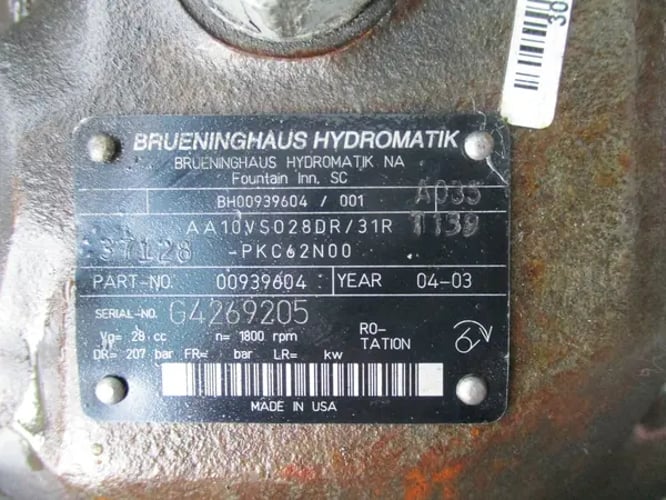 BRUENINGHAUS HYDROMATIK
BRUENINGHAUS HYDROMATIK NA
Fountain Inn, SC
BH00939604 / 001 A033
AA10VSO28DR/31R T139
37128 -PKC62N00
PART-NO. 00939604 YEAR 04-03
SERIAL-NO. G4269205
Vg= 28 cc n= 1800 rpm RO-
TATION
DR= 207 bar FR= bar LR= kw
MADE IN USA